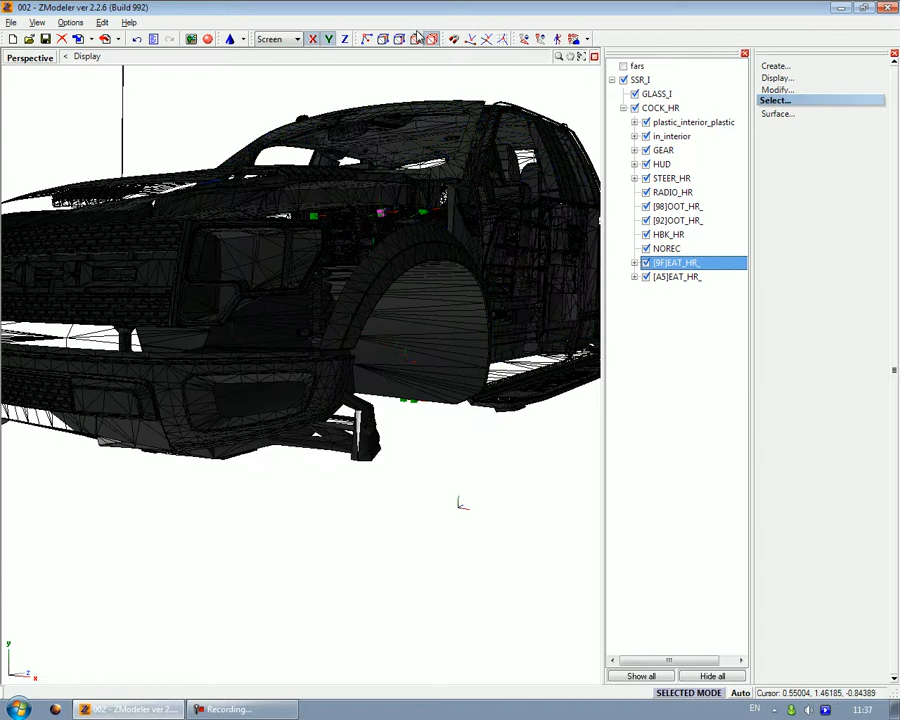 002 - ZModeler ver 2.2.6 (Build 992)
File View Options Edit Help
Screen X Y Z
Perspective < Display
fars
SSR_I
GLASS_I
COCK_HR
plastic_interior_plastic
in_interior
GEAR
HUD
STEER_HR
RADIO_HR
[98]OOT_HR_
[92]OOT_HR_
HBK_HR
NOREC
[9F]EAT_HR_
[A5]EAT_HR_
Create...
Display...
Modify...
Select...
Surface...
y
z
x
Show all Hide all
SELECTED MODE Auto Cursor: 0.55004, 1.46185, -0.84389
002 - ZModeler ver 2.... Recording... EN 11:37